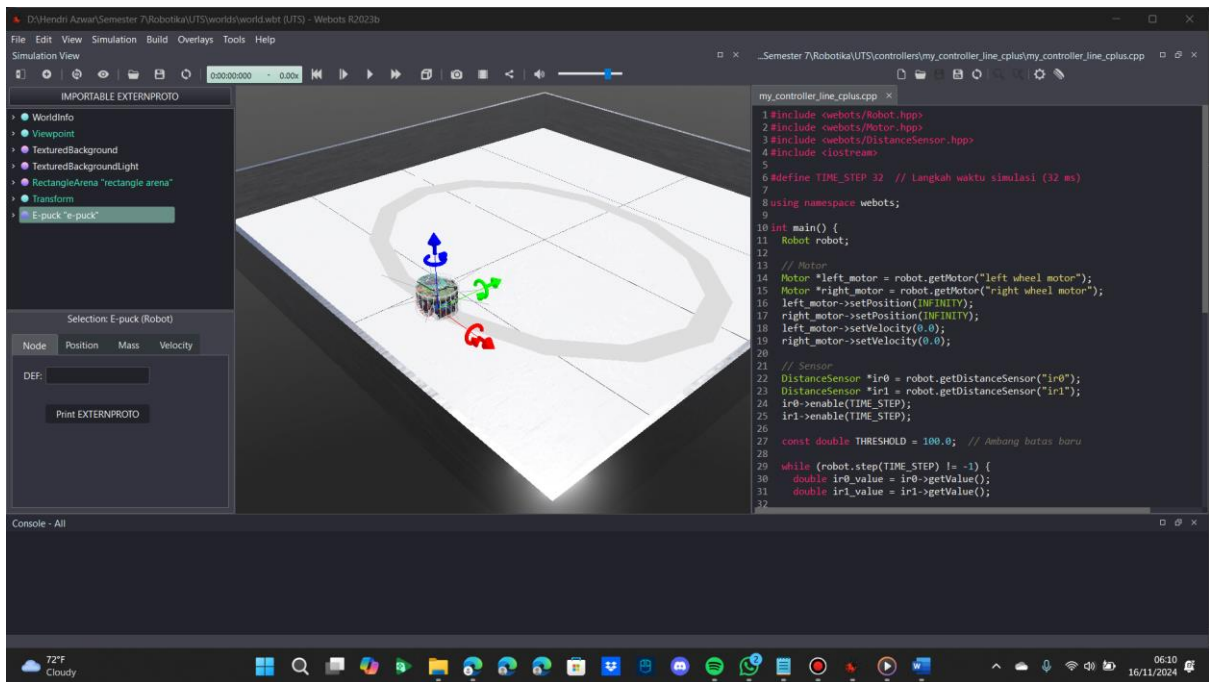 D:\Hendri Azwar\Semester 7\Robotika\UTS\worlds\world.wbt (UTS) - Webots R2023b
File Edit View Simulation Build Overlays Tools Help
Simulation View
0:00:00:000 - 0.00x
IMPORTABLE EXTERNPROTO
WorldInfo
Viewpoint
TexturedBackground
TexturedBackgroundLight
RectangleArena "rectangle arena"
Transform
E-puck "e-puck"
Selection: E-puck (Robot)
Node Position Mass Velocity
DEF:
Print EXTERNPROTO
...Semester 7\Robotika\UTS\controllers\my_controller_line_cplus\my_controller_line_cplus.cpp
my_controller_line_cplus.cpp
1 #include <webots/Robot.hpp>
2 #include <webots/Motor.hpp>
3 #include <webots/DistanceSensor.hpp>
4 #include <iostream>
5
6 #define TIME_STEP 32 // Langkah waktu simulasi (32 ms)
7
8 using namespace webots;
9
10 int main() {
11 Robot robot;
12
13 // Motor
14 Motor *left_motor = robot.getMotor("left wheel motor");
15 Motor *right_motor = robot.getMotor("right wheel motor");
16 left_motor->setPosition(INFINITY);
17 right_motor->setPosition(INFINITY);
18 left_motor->setVelocity(0.0);
19 right_motor->setVelocity(0.0);
20
21 // Sensor
22 DistanceSensor *ir0 = robot.getDistanceSensor("ir0");
23 DistanceSensor *ir1 = robot.getDistanceSensor("ir1");
24 ir0->enable(TIME_STEP);
25 ir1->enable(TIME_STEP);
26
27 const double THRESHOLD = 100.0; // Ambang batas baru
28
29 while (robot.step(TIME_STEP) != -1) {
30 double ir0_value = ir0->getValue();
31 double ir1_value = ir1->getValue();
32
Console - All
72°F
Cloudy
2
06:10
16/11/2024